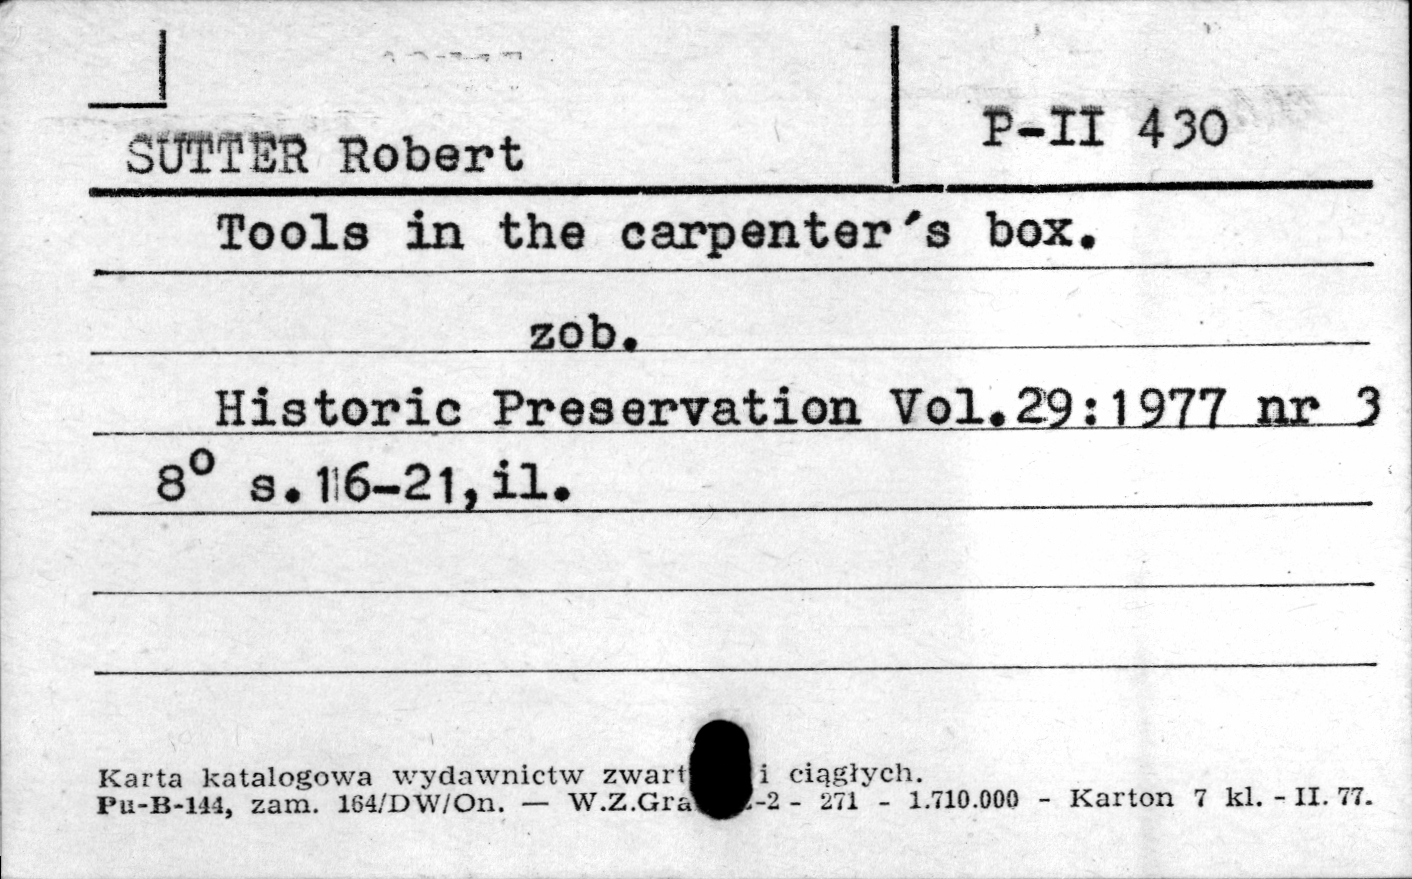 SUTTER Robert
P-II 430
Tools in the carpenter's box.
zob.
Historic Preservation Vol.29:1977 nr 3
8° s.16-21,il.
Karta katalogowa wydawnictw zwart i ciągłych.
Pu-B-144, zam. 164/DW/On. — W.Z.Gra -2 - 271 - 1.710.000 - Karton 7 kl. - II. 77.